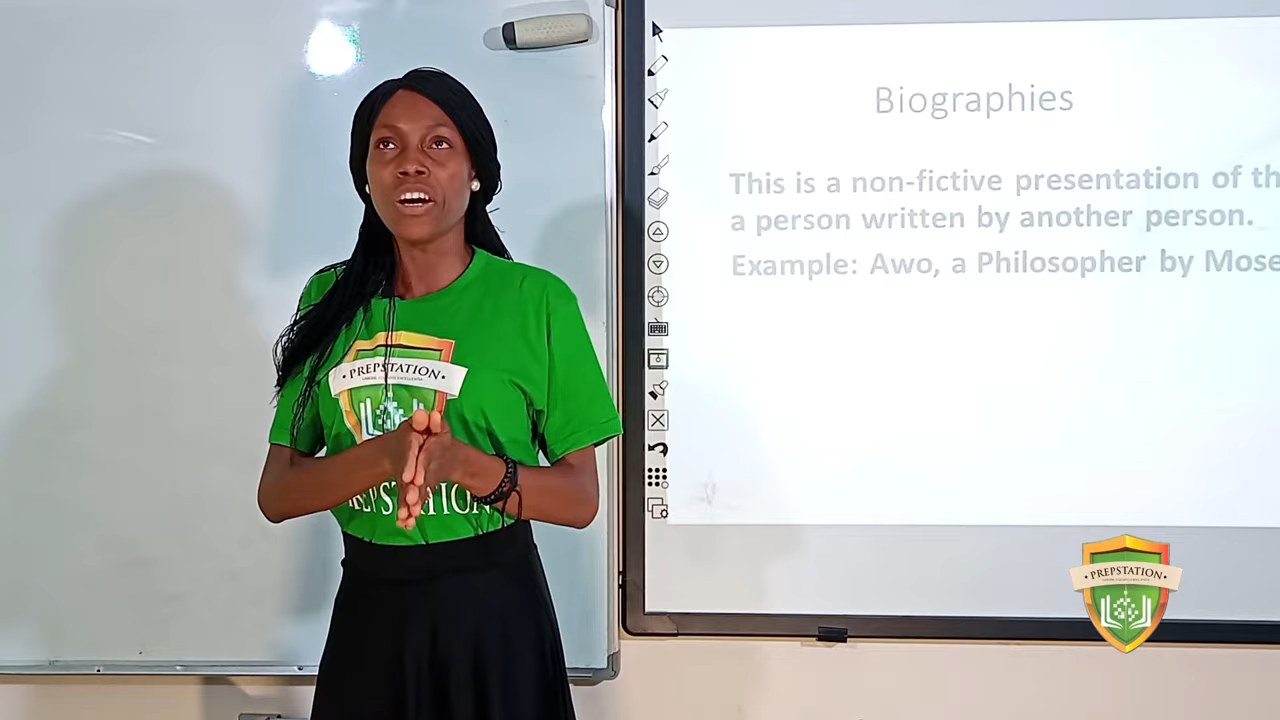 Biographies
This is a non-fictive presentation of th
a person written by another person.
Example: Awo, a Philosopher by Mose
• PREPSTATION •
PREPSTATION
• PREPSTATION •